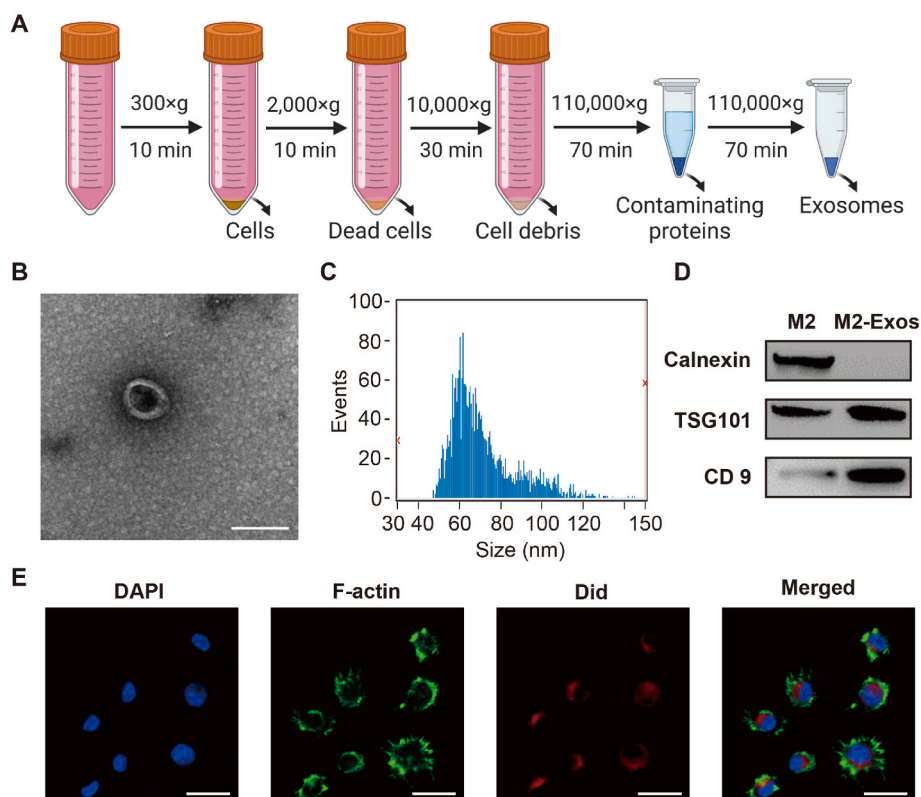 A
300×g
10 min
2,000×g
10 min
10,000×g
30 min
110,000×g
70 min
110,000×g
70 min
Cells
Dead cells
Cell debris
Contaminating
proteins
Exosomes
B
C
100
80
60
40
20
0
Events
30 40 60 80 100 120 150
Size (nm)
D
M2 M2-Exos
Calnexin
TSG101
CD 9
E
DAPI F-actin Did Merged